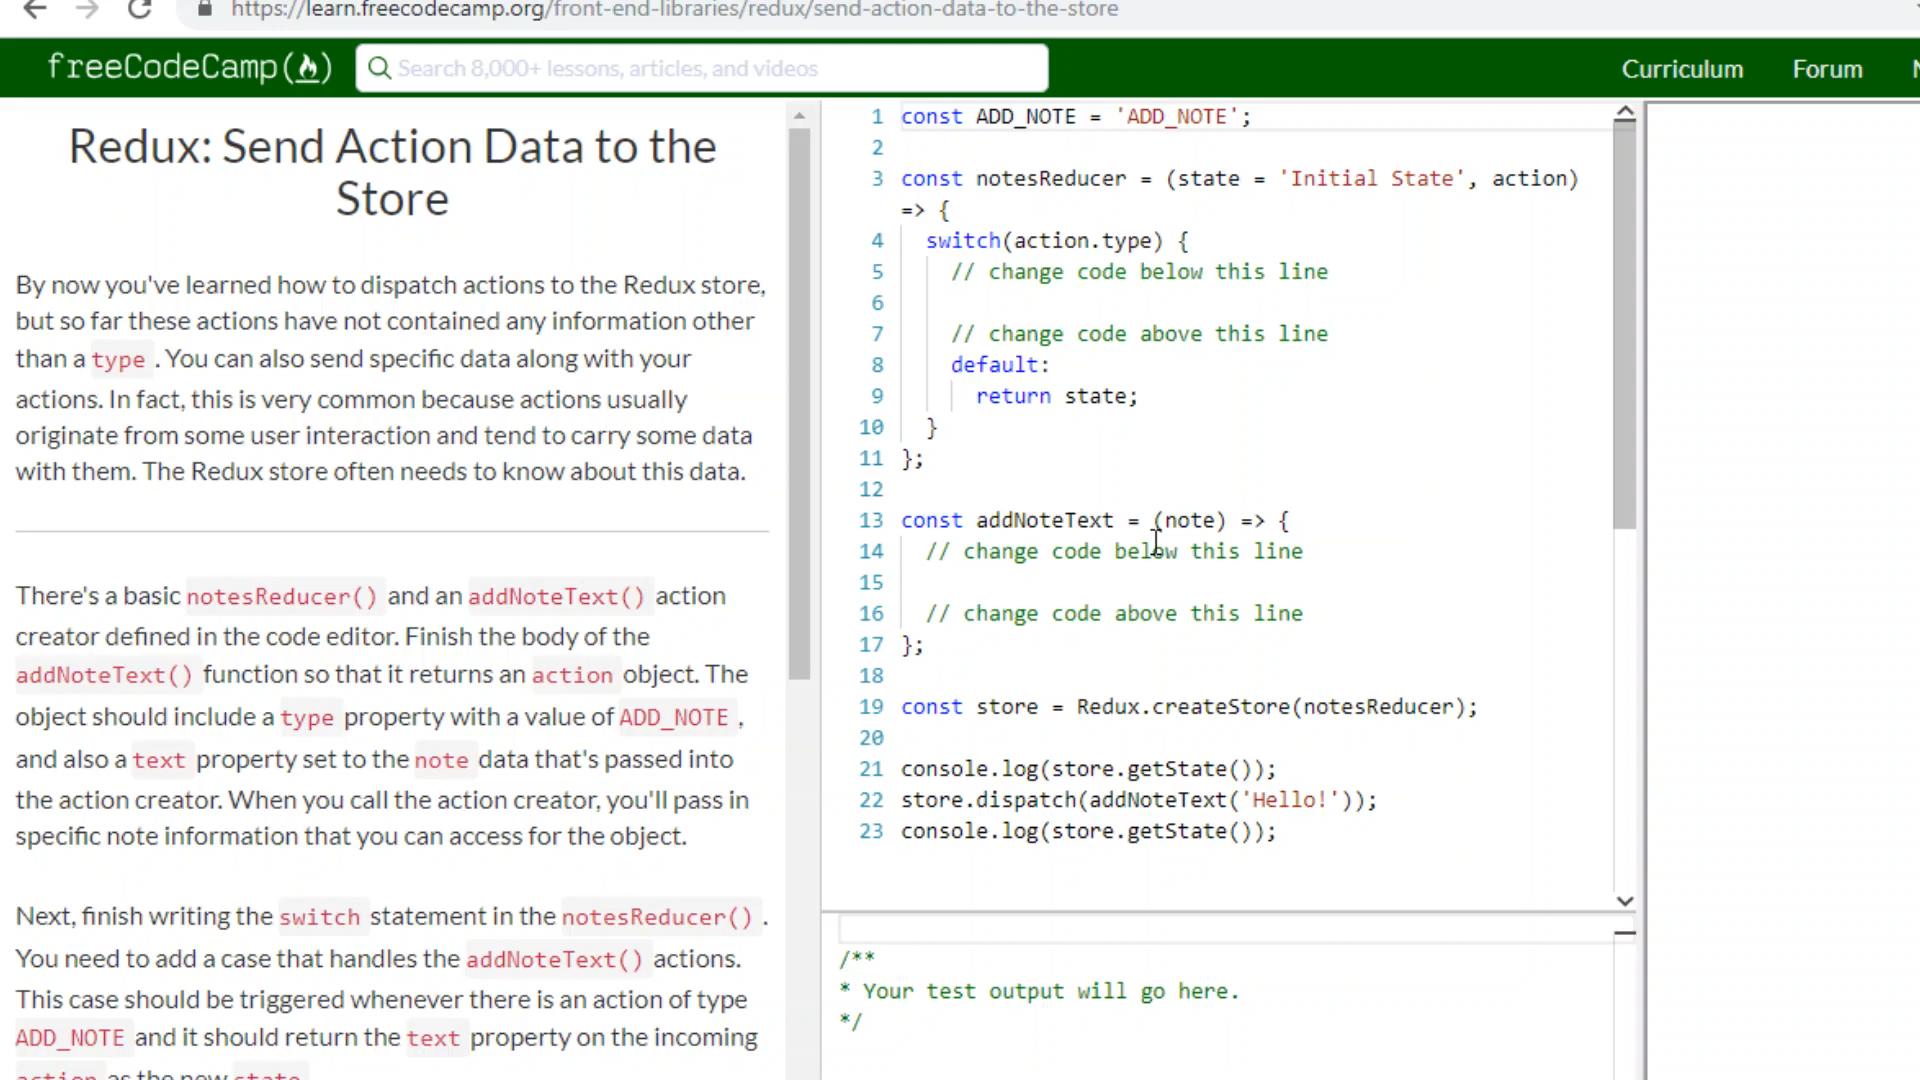 https://learn.freecodecamp.org/front-end-libraries/redux/send-action-data-to-the-store
freeCodeCamp
Search 8,000+ lessons, articles, and videos
Curriculum
Forum
Redux: Send Action Data to the
Store
By now you've learned how to dispatch actions to the Redux store,
but so far these actions have not contained any information other
than a type . You can also send specific data along with your
actions. In fact, this is very common because actions usually
originate from some user interaction and tend to carry some data
with them. The Redux store often needs to know about this data.
There's a basic notesReducer() and an addNoteText() action
creator defined in the code editor. Finish the body of the
addNoteText() function so that it returns an action object. The
object should include a type property with a value of ADD_NOTE ,
and also a text property set to the note data that's passed into
the action creator. When you call the action creator, you'll pass in
specific note information that you can access for the object.
Next, finish writing the switch statement in the notesReducer() .
You need to add a case that handles the addNoteText() actions.
This case should be triggered whenever there is an action of type
ADD_NOTE and it should return the text property on the incoming
action as the new state.
1 const ADD_NOTE = 'ADD_NOTE';
2
3 const notesReducer = (state = 'Initial State', action)
=> {
4 switch(action.type) {
5 // change code below this line
6
7 // change code above this line
8 default:
9 return state;
10 }
11 };
12
13 const addNoteText = (note) => {
14 // change code below this line
15
16 // change code above this line
17 };
18
19 const store = Redux.createStore(notesReducer);
20
21 console.log(store.getState());
22 store.dispatch(addNoteText('Hello!'));
23 console.log(store.getState());
/**
* Your test output will go here.
*/